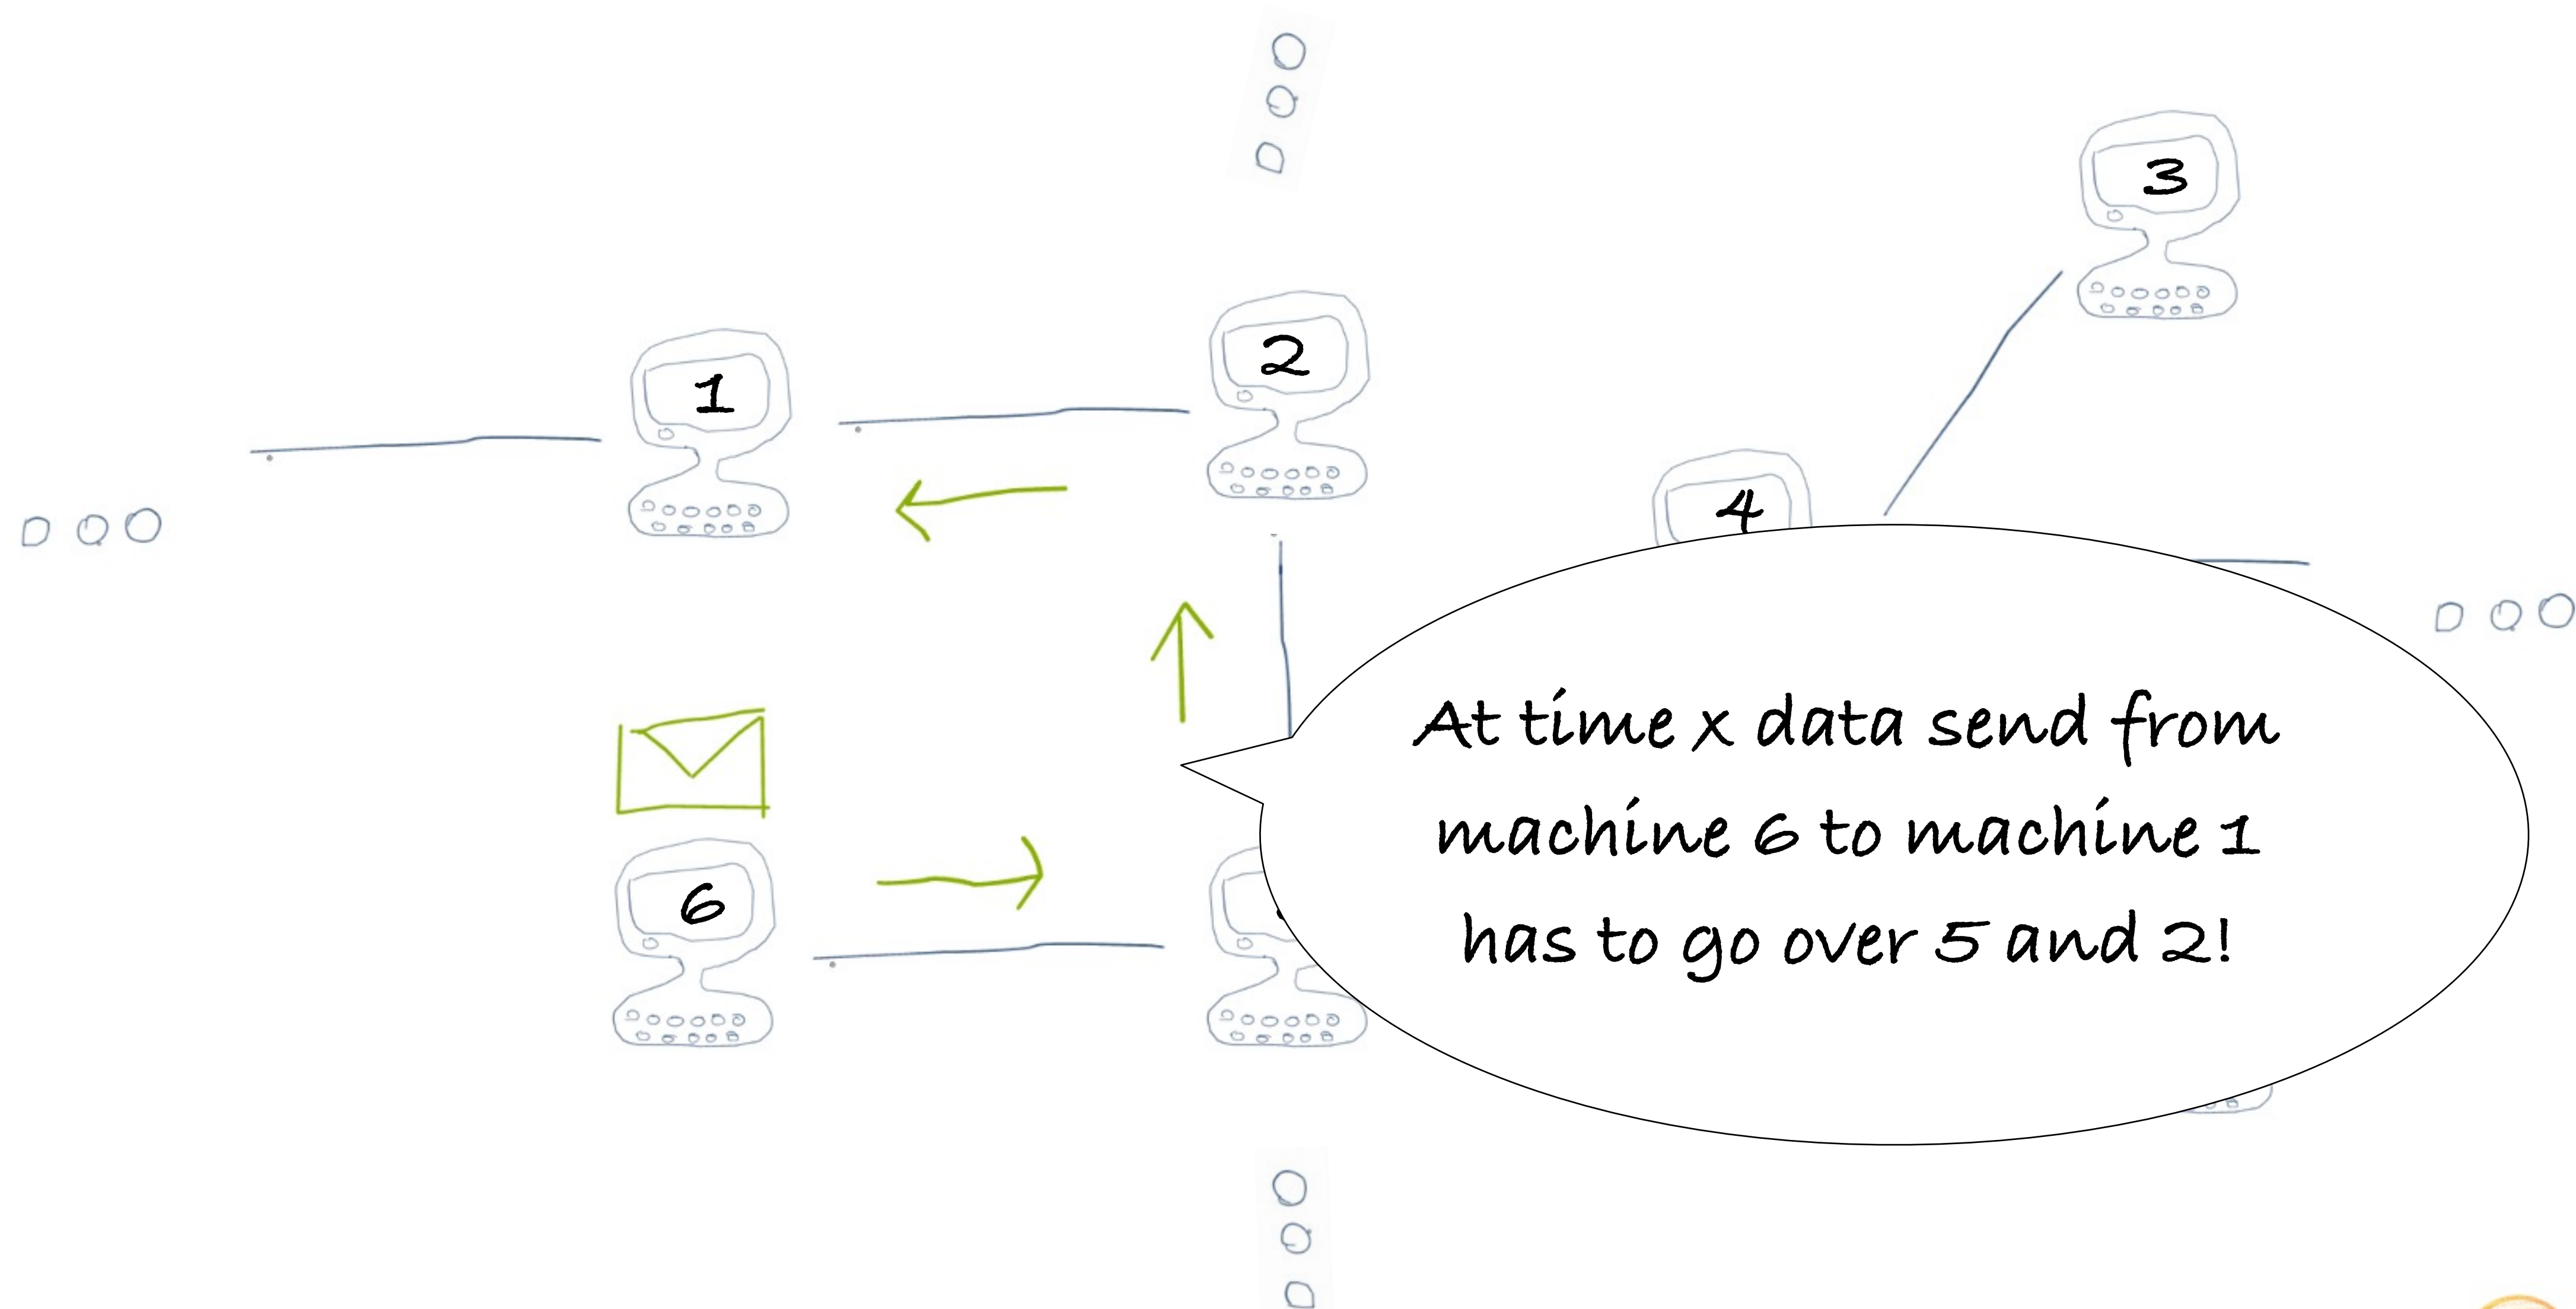 3
2
1
4
At time x data send from
machine 6 to machine 1
has to go over 5 and 2!
6